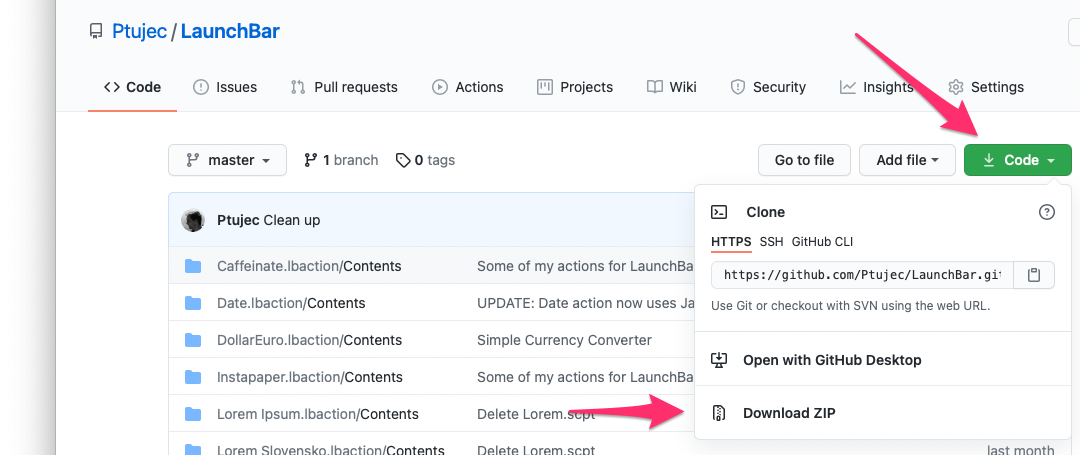 Ptujec / LaunchBar
Code Issues Pull requests Actions Projects Wiki Security Insights Settings
master 1 branch 0 tags Go to file Add file Code
Ptujec Clean up
Caffeinate.lbaction/Contents Some of my actions for LaunchBa
Date.lbaction/Contents UPDATE: Date action now uses Ja
DollarEuro.lbaction/Contents Simple Currency Converter
Instapaper.lbaction/Contents Some of my actions for LaunchBa
Lorem Ipsum.lbaction/Contents Delete Lorem.scpt
Lorem Slovensko.lbaction/Contents Delete Lorem.scpt last month
Clone
HTTPS SSH GitHub CLI
https://github.com/Ptujec/LaunchBar.git
Use Git or checkout with SVN using the web URL.
Open with GitHub Desktop
Download ZIP